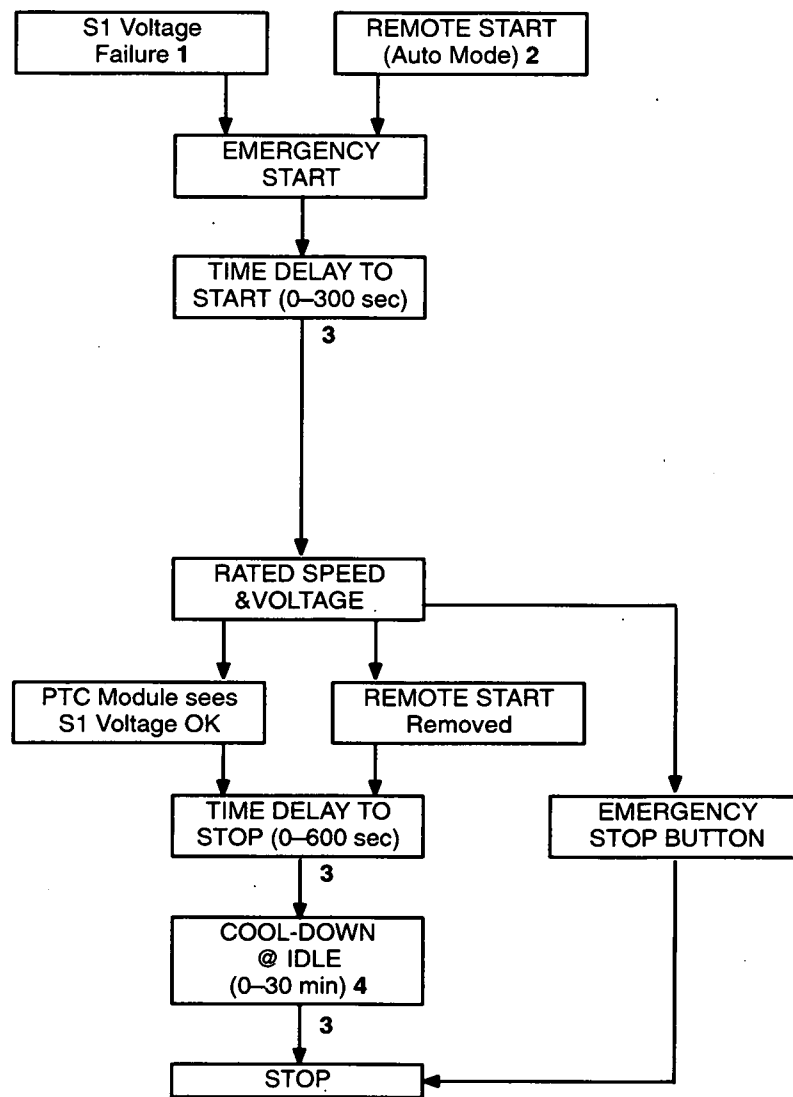 S1 Voltage
Failure 1
REMOTE START
(Auto Mode) 2
EMERGENCY
START
TIME DELAY TO
START (0–300 sec)
3
RATED SPEED
&VOLTAGE
PTC Module sees
S1 Voltage OK
REMOTE START
Removed
TIME DELAY TO
STOP (0–600 sec)
3
EMERGENCY
STOP BUTTON
COOL-DOWN
@ IDLE
(0–30 min) 4
3
STOP